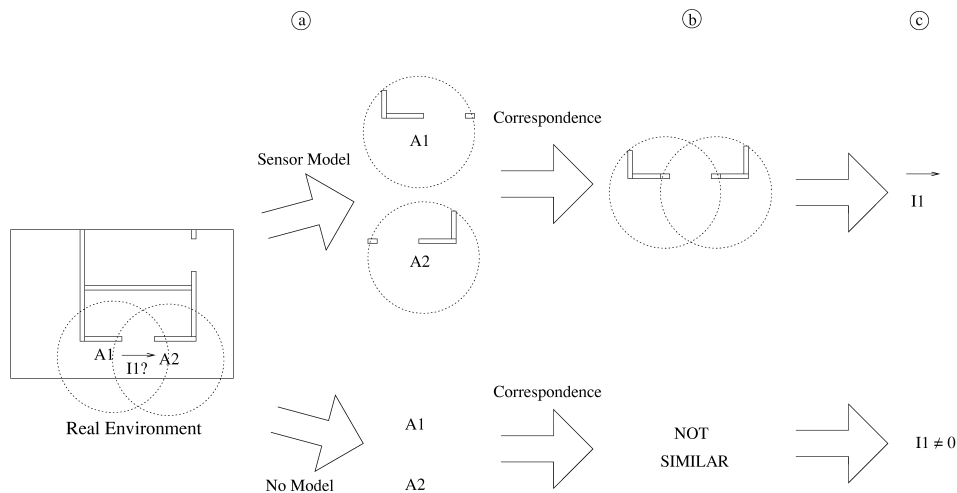 a
b
c
Sensor Model
A1
A2
Correspondence
I1
A1
A2
I1?
Real Environment
No Model
A1
A2
Correspondence
NOT
SIMILAR
I1 ≠ 0